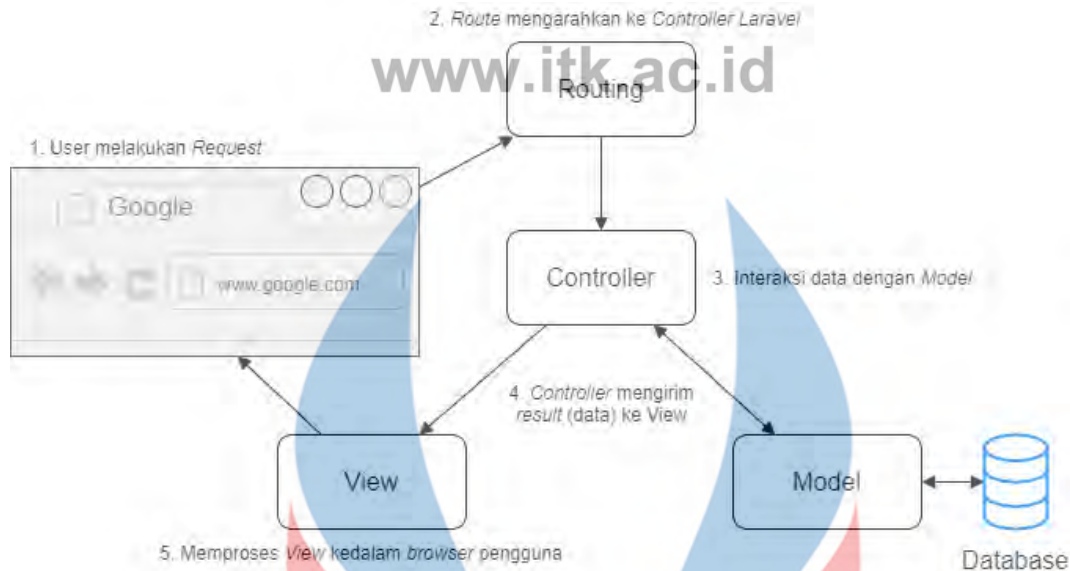 2. Route mengarahkan ke Controller Laravel
www.itk.ac.id
Routing
1. User melakukan Request
Google
www.google.com
Controller
3. Interaksi data dengan Model
4. Controller mengirim
result (data) ke View
View
Model
5. Memproses View kedalam browser pengguna
Database